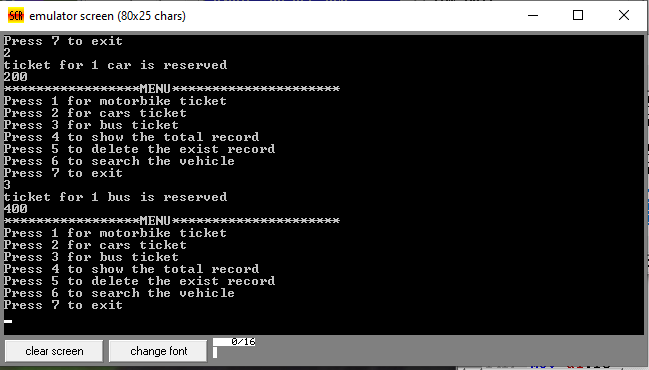 SCR emulator screen (80x25 chars)
Press 7 to exit
2
ticket for 1 car is reserved
200
*****************MENU*********************
Press 1 for motorbike ticket
Press 2 for cars ticket
Press 3 for bus ticket
Press 4 to show the total record
Press 5 to delete the exist record
Press 6 to search the vehicle
Press 7 to exit
3
ticket for 1 bus is reserved
400
*****************MENU*********************
Press 1 for motorbike ticket
Press 2 for cars ticket
Press 3 for bus ticket
Press 4 to show the total record
Press 5 to delete the exist record
Press 6 to search the vehicle
Press 7 to exit
clear screen change font 0/16